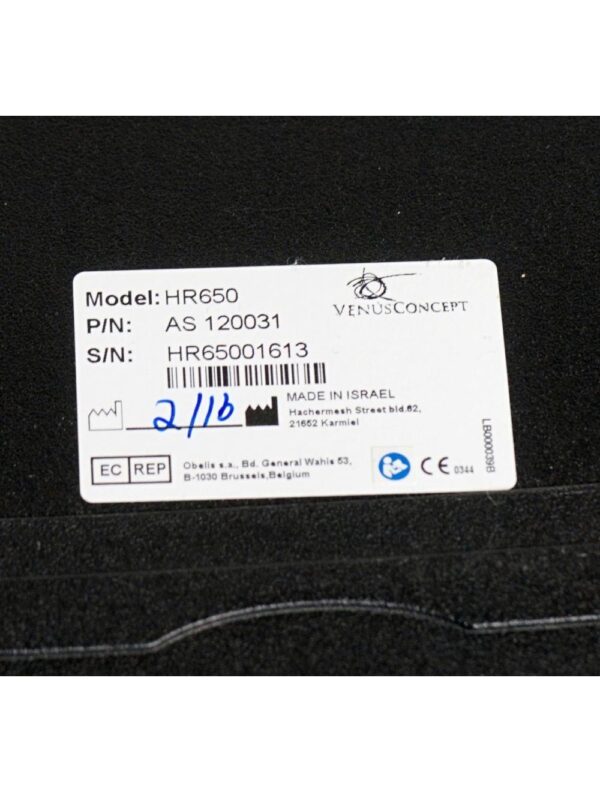 Model: HR650
P/N: AS 120031
S/N: HR65001613
VENUSCONCEPT
2/16
MADE IN ISRAEL
Hachermesh Street bld.62,
21652 Karmiel
EC REP
Obelis s.a., Bd. General Wahis 53,
B-1030 Brussels, Belgium
CE 0344
LB000039B